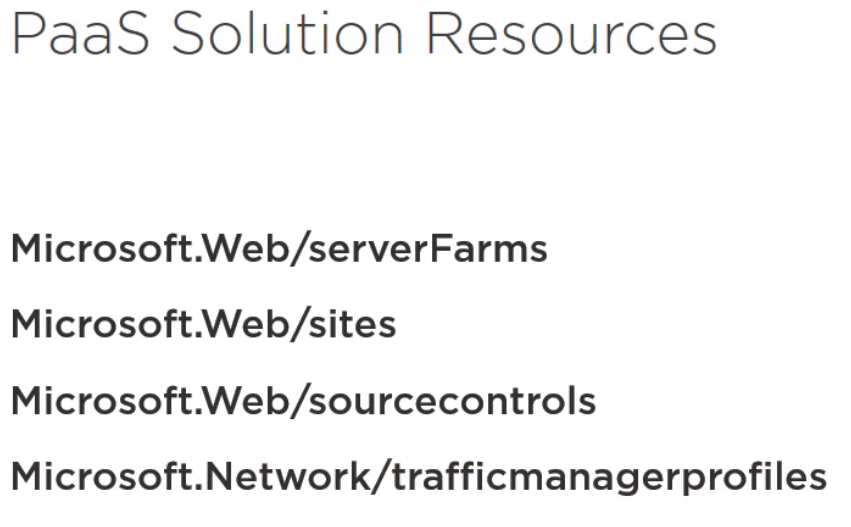 PaaS Solution Resources
Microsoft.Web/serverFarms
Microsoft.Web/sites
Microsoft.Web/sourcecontrols
Microsoft.Network/trafficmanagerprofiles